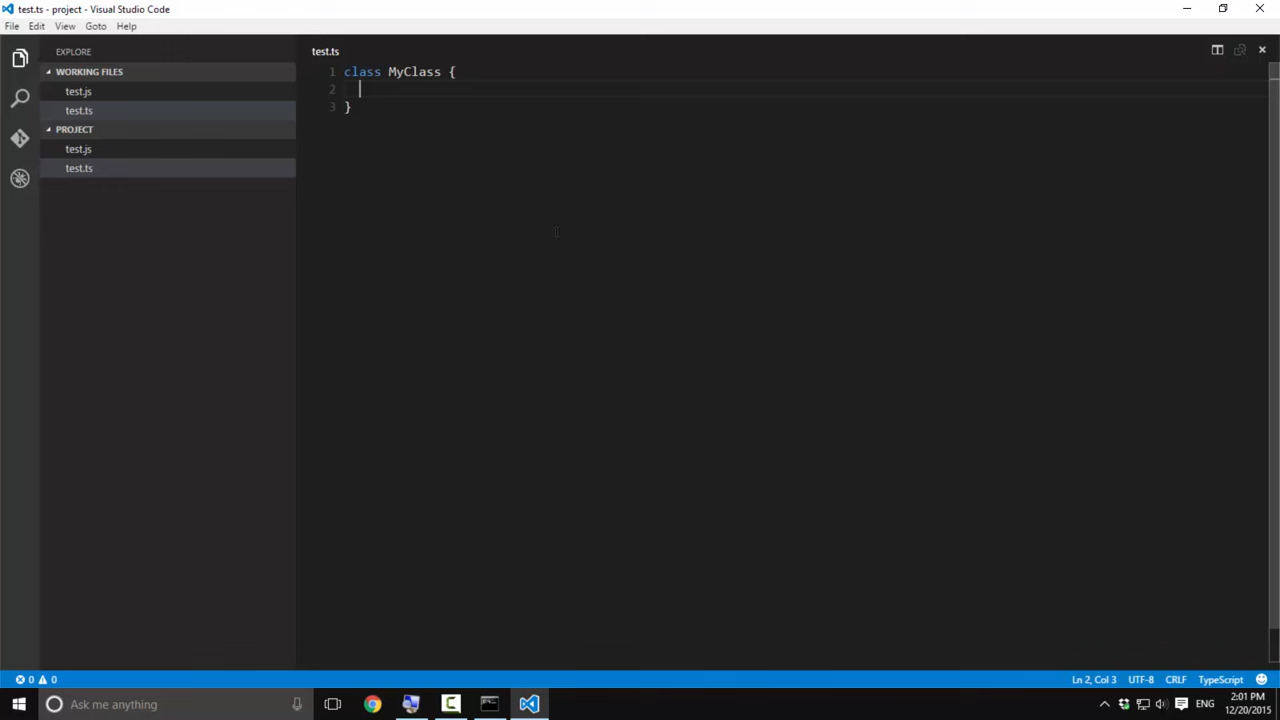 test.ts - project - Visual Studio Code
File Edit View Goto Help
EXPLORE
WORKING FILES
test.js
test.ts
PROJECT
test.js
test.ts
test.ts
1 class MyClass {
2
3 }
0 0
Ln 2, Col 3 UTF-8 CRLF TypeScript
Ask me anything
ENG
2:01 PM
12/20/2015